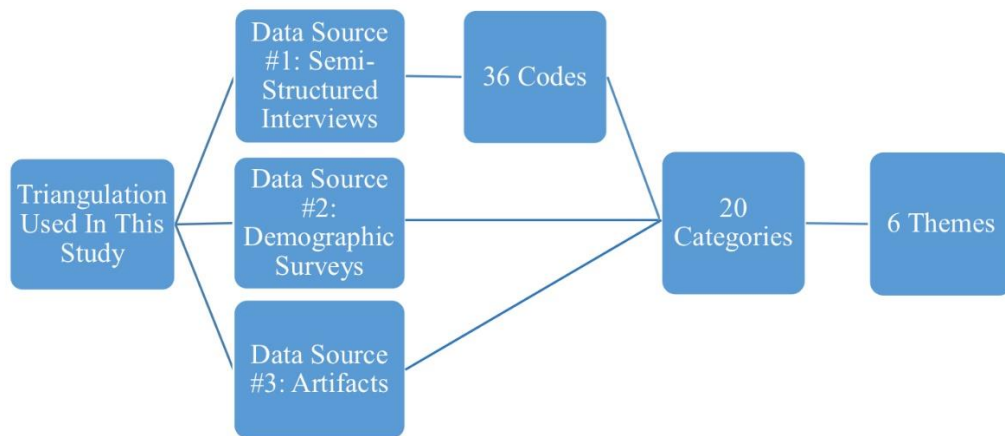 Triangulation
Used In This
Study
Data Source
#1: Semi-
Structured
Interviews
36 Codes
Data Source
#2:
Demographic
Surveys
Data Source
#3: Artifacts
20
Categories
6 Themes